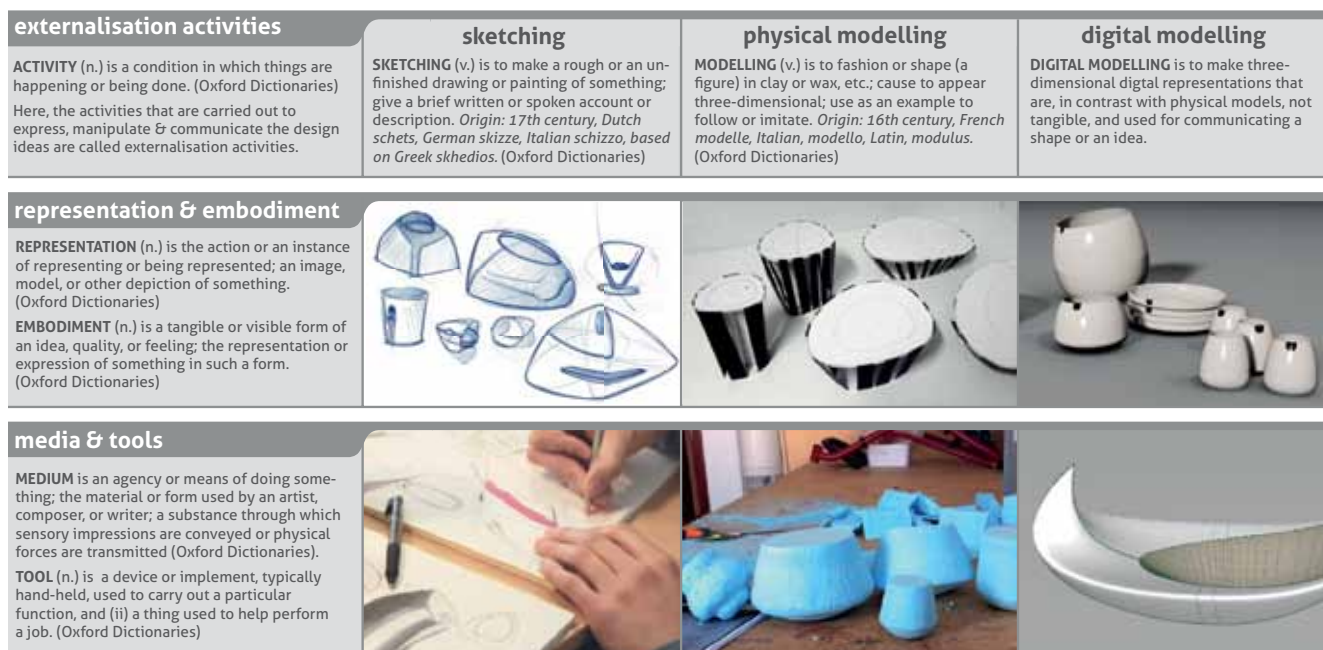 externalisation activities
ACTIVITY (n.) is a condition in which things are
happening or being done. (Oxford Dictionaries)
Here, the activities that are carried out to
express, manipulate & communicate the design
ideas are called externalisation activities.
sketching
SKETCHING (v.) is to make a rough or an un-
finished drawing or painting of something;
give a brief written or spoken account or
description. Origin: 17th century, Dutch
schets, German skizze, Italian schizzo, based
on Greek skhedios. (Oxford Dictionaries)
physical modelling
MODELLING (v.) is to fashion or shape (a
figure) in clay or wax, etc.; cause to appear
three-dimensional; use as an example to
follow or imitate. Origin: 16th century, French
modelle, Italian, modello, Latin, modulus.
(Oxford Dictionaries)
digital modelling
DIGITAL MODELLING is to make three-
dimensional digtal representations that
are, in contrast with physical models, not
tangible, and used for communicating a
shape or an idea.
representation & embodiment
REPRESENTATION (n.) is the action or an instance
of representing or being represented; an image,
model, or other depiction of something.
(Oxford Dictionaries)
EMBODIMENT (n.) is a tangible or visible form of
an idea, quality, or feeling; the representation or
expression of something in such a form.
(Oxford Dictionaries)
media & tools
MEDIUM is an agency or means of doing some-
thing; the material or form used by an artist,
composer, or writer; a substance through which
sensory impressions are conveyed or physical
forces are transmitted (Oxford Dictionaries).
TOOL (n.) is a device or implement, typically
hand-held, used to carry out a particular
function, and (ii) a thing used to help perform
a job. (Oxford Dictionaries)